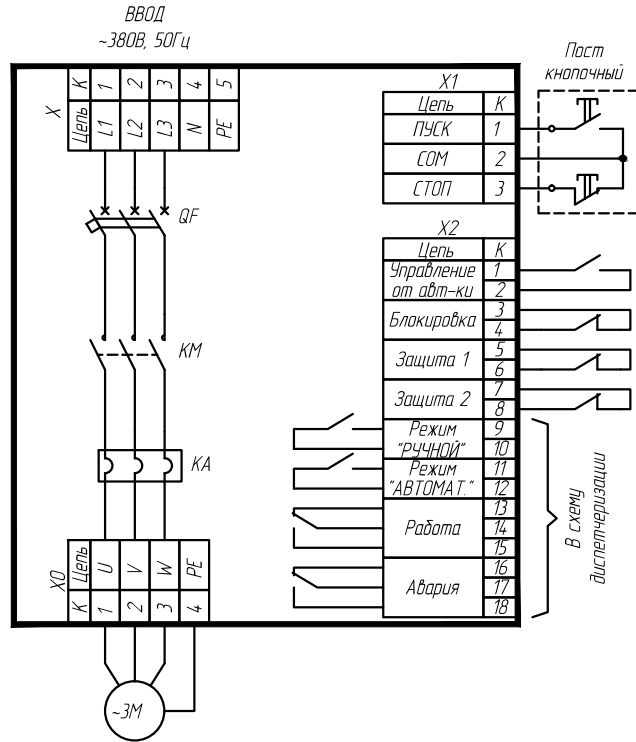 ВВОД
~380В, 50Гц
X
К 1 2 3 4 5
Цепь L1 L2 L3 N PE
QF
KM
KA
X0
Цепь U V W PE
К 1 2 3 4
~3М
X1
Цепь К
ПУСК 1
СОМ 2
СТОП 3
Пост
кнопочный
X2
Цепь К
Управление 1
от авт-ки 2
Блокировка 3
4
Защита 1 5
6
Защита 2 7
8
Режим 9
"РУЧНОЙ" 10
Режим 11
"АВТОМАТ." 12
13
Работа 14
15
16
Авария 17
18
В схему
диспетчеризации